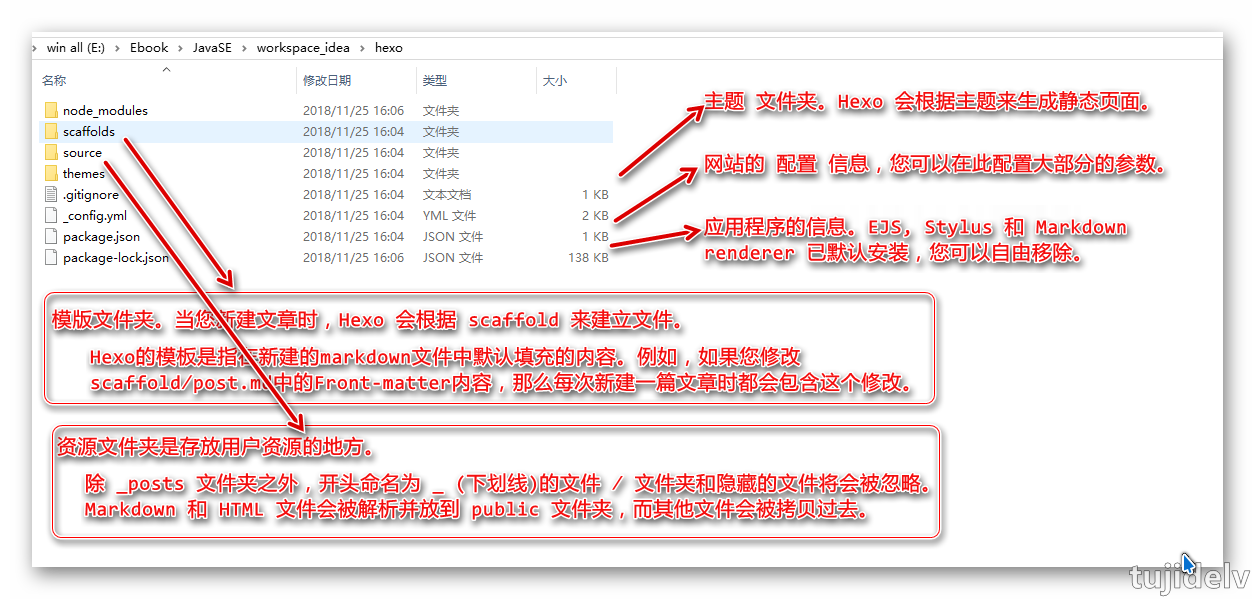 win all (E:) › Ebook › JavaSE › workspace_idea › hexo
名称 修改日期 类型 大小
node_modules 2018/11/25 16:06 文件夹
scaffolds 2018/11/25 16:04 文件夹
source 2018/11/25 16:04 文件夹
themes 2018/11/25 16:04 文件夹
.gitignore 2018/11/25 16:04 文本文档 1 KB
_config.yml 2018/11/25 16:04 YML 文件 2 KB
package.json 2018/11/25 16:04 JSON 文件 1 KB
package-lock.json 2018/11/25 16:06 JSON 文件 138 KB
主题 文件夹。Hexo 会根据主题来生成静态页面。
网站的 配置 信息，您可以在此配置大部分的参数。
应用程序的信息。EJS, Stylus 和 Markdown
renderer 已默认安装，您可以自由移除。
模版文件夹。当您新建文章时，Hexo 会根据 scaffold 来建立文件。
Hexo的模板是指在新建的markdown文件中默认填充的内容。例如，如果您修改
scaffold/post.md中的Front-matter内容，那么每次新建一篇文章时都会包含这个修改。
资源文件夹是存放用户资源的地方。
除 _posts 文件夹之外，开头命名为 _ (下划线)的文件 / 文件夹和隐藏的文件将会被忽略。
Markdown 和 HTML 文件会被解析并放到 public 文件夹，而其他文件会被拷贝过去。
tujidelv